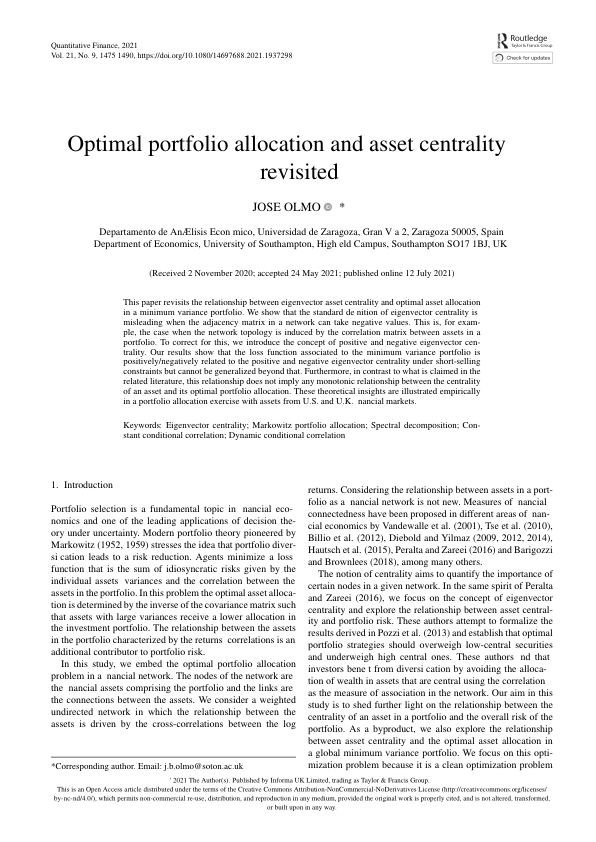 Quantitative Finance, 2021
Vol. 21, No. 9, 1475 1490, https://doi.org/10.1080/14697688.2021.1937298
Routledge
Taylor & Francis Group
Check for updates
Optimal portfolio allocation and asset centrality
revisited
JOSE OLMO iD *
Departamento de AnÆlisis Econ mico, Universidad de Zaragoza, Gran V a 2, Zaragoza 50005, Spain
Department of Economics, University of Southampton, High eld Campus, Southampton SO17 1BJ, UK
(Received 2 November 2020; accepted 24 May 2021; published online 12 July 2021)
This paper revisits the relationship between eigenvector asset centrality and optimal asset allocation
in a minimum variance portfolio. We show that the standard de nition of eigenvector centrality is
misleading when the adjacency matrix in a network can take negative values. This is, for exam-
ple, the case when the network topology is induced by the correlation matrix between assets in a
portfolio. To correct for this, we introduce the concept of positive and negative eigenvector cen-
trality. Our results show that the loss function associated to the minimum variance portfolio is
positively/negatively related to the positive and negative eigenvector centrality under short-selling
constraints but cannot be generalized beyond that. Furthermore, in contrast to what is claimed in the
related literature, this relationship does not imply any monotonic relationship between the centrality
of an asset and its optimal portfolio allocation. These theoretical insights are illustrated empirically
in a portfolio allocation exercise with assets from U.S. and U.K. nancial markets.
Keywords: Eigenvector centrality; Markowitz portfolio allocation; Spectral decomposition; Con-
stant conditional correlation; Dynamic conditional correlation
1. Introduction
Portfolio selection is a fundamental topic in nancial eco-
nomics and one of the leading applications of decision the-
ory under uncertainty. Modern portfolio theory pioneered by
Markowitz (1952, 1959) stresses the idea that portfolio diver-
si cation leads to a risk reduction. Agents minimize a loss
function that is the sum of idiosyncratic risks given by the
individual assets variances and the correlation between the
assets in the portfolio. In this problem the optimal asset alloca-
tion is determined by the inverse of the covariance matrix such
that assets with large variances receive a lower allocation in
the investment portfolio. The relationship between the assets
in the portfolio characterized by the returns correlations is an
additional contributor to portfolio risk.
In this study, we embed the optimal portfolio allocation
problem in a nancial network. The nodes of the network are
the nancial assets comprising the portfolio and the links are
the connections between the assets. We consider a weighted
undirected network in which the relationship between the
assets is driven by the cross-correlations between the log
*Corresponding author. Email: j.b.olmo@soton.ac.uk
returns. Considering the relationship between assets in a port-
folio as a nancial network is not new. Measures of nancial
connectedness have been proposed in different areas of nan-
cial economics by Vandewalle et al. (2001), Tse et al. (2010),
Billio et al. (2012), Diebold and Yilmaz (2009, 2012, 2014),
Hautsch et al. (2015), Peralta and Zareei (2016) and Barigozzi
and Brownlees (2018), among many others.
The notion of centrality aims to quantify the importance of
certain nodes in a given network. In the same spirit of Peralta
and Zareei (2016), we focus on the concept of eigenvector
centrality and explore the relationship between asset central-
ity and portfolio risk. These authors attempt to formalize the
results derived in Pozzi et al. (2013) and establish that optimal
portfolio strategies should overweigh low-central securities
and underweigh high central ones. These authors nd that
investors bene t from diversi cation by avoiding the alloca-
tion of wealth in assets that are central using the correlation
as the measure of association in the network. Our aim in this
study is to shed further light on the relationship between the
centrality of an asset in a portfolio and the overall risk of the
portfolio. As a byproduct, we also explore the relationship
between asset centrality and the optimal asset allocation in
a global minimum variance portfolio. We focus on this opti-
mization problem because it is a clean optimization problem
' 2021 The Author(s). Published by Informa UK Limited, trading as Taylor & Francis Group.
This is an Open Access article distributed under the terms of the Creative Commons Attribution-NonCommercial-NoDerivatives License (http://creativecommons.org/licenses/
by-nc-nd/4.0/), which permits non-commercial re-use, distribution, and reproduction in any medium, provided the original work is properly cited, and is not altered, transformed,
or built upon in any way.